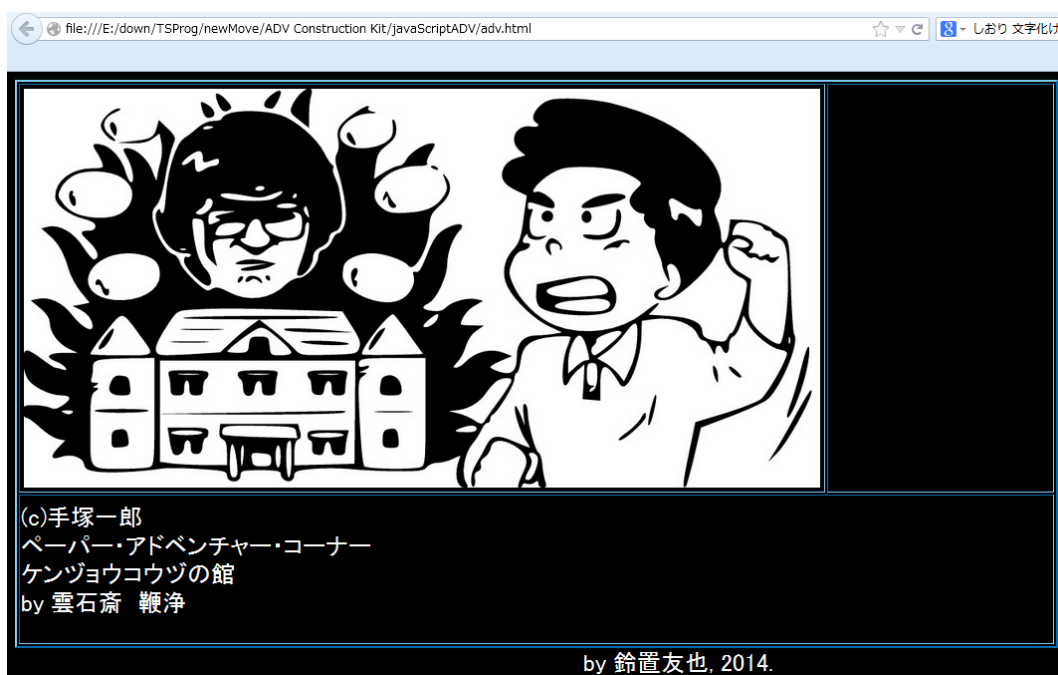 file:///E:/down/TSProg/newMove/ADV Construction Kit/javaScriptADV/adv.html
8 しおり 文字化け
(c)手塚一郎
ペーパー・アドベンチャー・コーナー
ケンヅョウコウヅの館
by 雲石斎　鞭浄
by 鈴置友也, 2014.